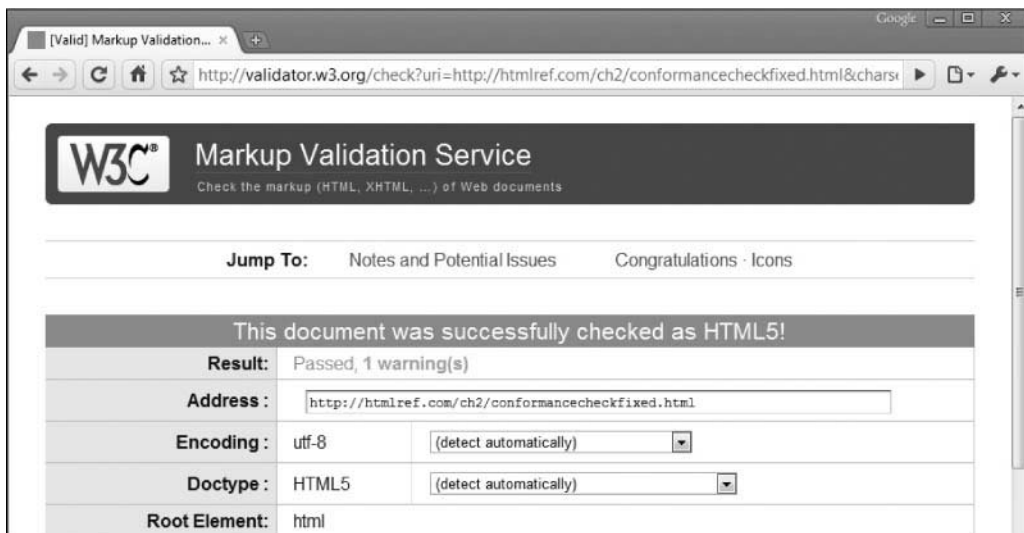 Google
[Valid] Markup Validation...
http://validator.w3.org/check?uri=http://htmlref.com/ch2/conformancecheckfixed.html&charse
W3C®
Markup Validation Service
Check the markup (HTML, XHTML, ...) of Web documents
Jump To: Notes and Potential Issues Congratulations · Icons
This document was successfully checked as HTML5!
Result: Passed, 1 warning(s)
Address : http://htmlref.com/ch2/conformancecheckfixed.html
Encoding : utf-8 (detect automatically)
Doctype : HTML5 (detect automatically)
Root Element: html